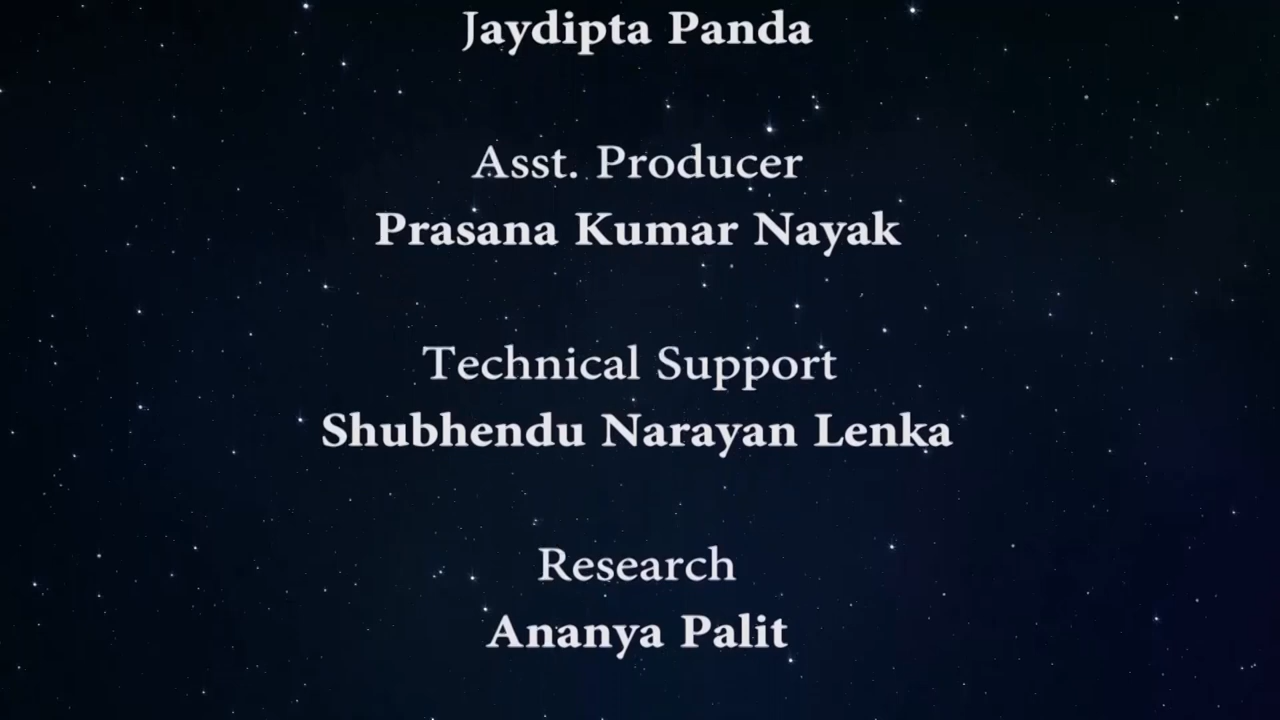 Jaydipta Panda
Asst. Producer
Prasana Kumar Nayak
Technical Support
Shubhendu Narayan Lenka
Research
Ananya Palit